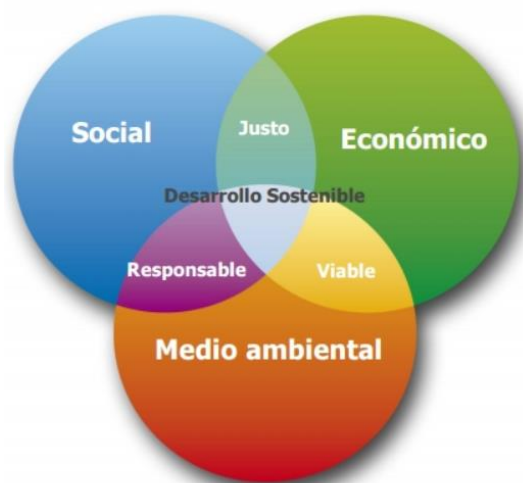 Social
Justo
Económico
Desarrollo Sostenible
Responsable
Viable
Medio ambiental